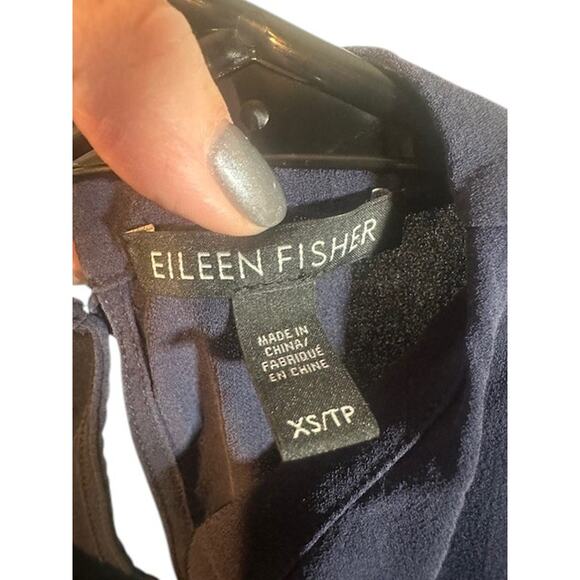 EILEEN FISHER
MADE IN
CHINA/
FABRIQUÉ
EN CHINE
XS/TP